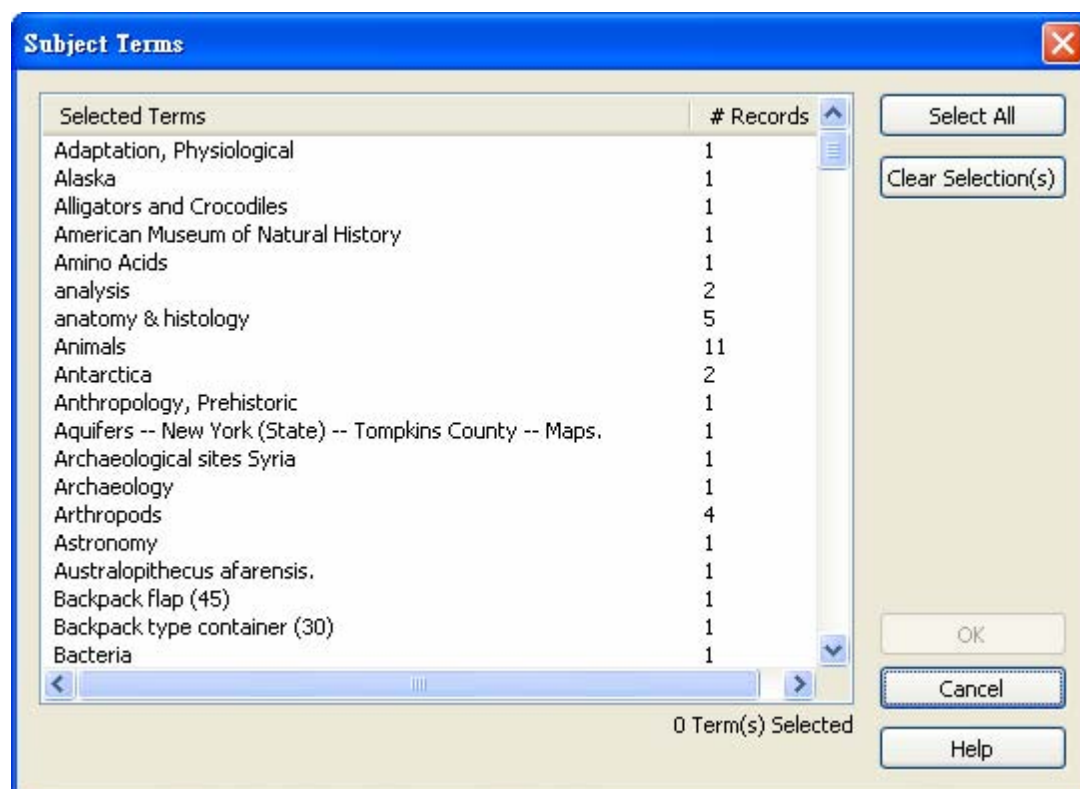 Subject Terms
Selected Terms # Records
Adaptation, Physiological 1
Alaska 1
Alligators and Crocodiles 1
American Museum of Natural History 1
Amino Acids 1
analysis 2
anatomy & histology 5
Animals 11
Antarctica 2
Anthropology, Prehistoric 1
Aquifers -- New York (State) -- Tompkins County -- Maps. 1
Archaeological sites Syria 1
Archaeology 1
Arthropods 4
Astronomy 1
Australopithecus afarensis. 1
Backpack flap (45) 1
Backpack type container (30) 1
Bacteria 1
0 Term(s) Selected
Select All
Clear Selection(s)
OK
Cancel
Help